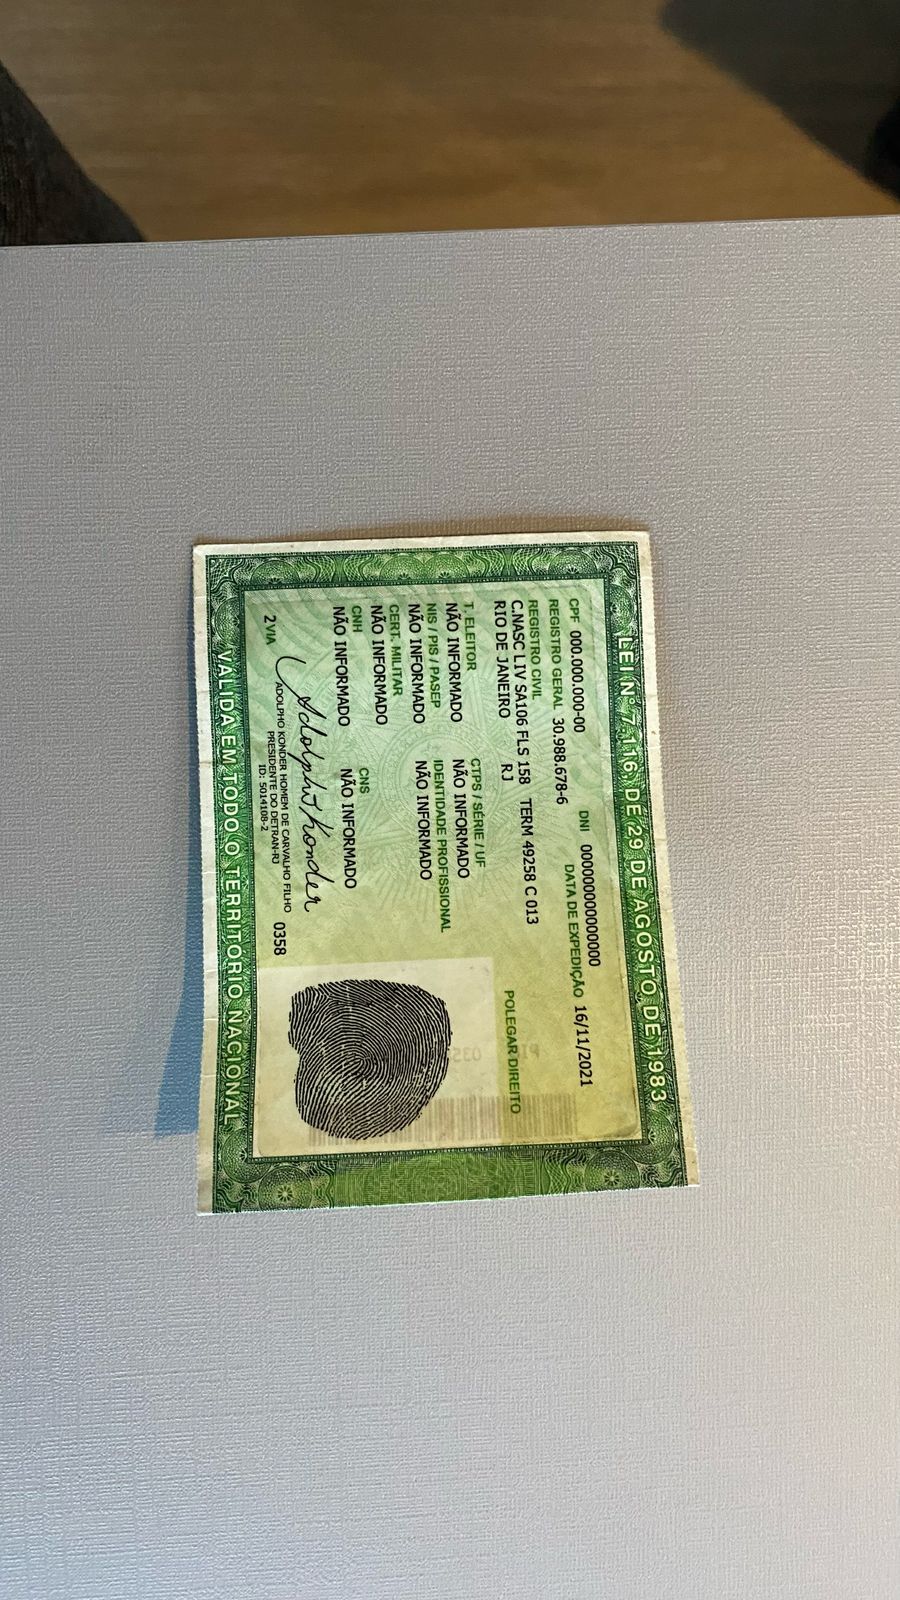 LEI Nº 7.116, DE 29 DE AGOSTO DE 1983
CPF 000.000.000-00 DNI 00000000000000
REGISTRO GERAL 30.988.678-6 DATA DE EXPEDIÇÃO 16/11/2021
REGISTRO CIVIL
C.NASC LIV SA106 FLS 158 TERM 49258 C 013
RIO DE JANEIRO RJ
POLEGAR DIREITO
T. ELEITOR CTPS / SÉRIE / UF
NÃO INFORMADO NÃO INFORMADO
NIS / PIS / PASEP IDENTIDADE PROFISSIONAL
NÃO INFORMADO NÃO INFORMADO
CERT. MILITAR
NÃO INFORMADO
CNH CNS
NÃO INFORMADO NÃO INFORMADO
Adolpho Konder
2 VIA ADOLPHO KONDER HOMEM DE CARVALHO FILHO 0358
PRESIDENTE DO DETRAN-RJ
ID: 5014108-2
VÁLIDA EM TODO O TERRITÓRIO NACIONAL